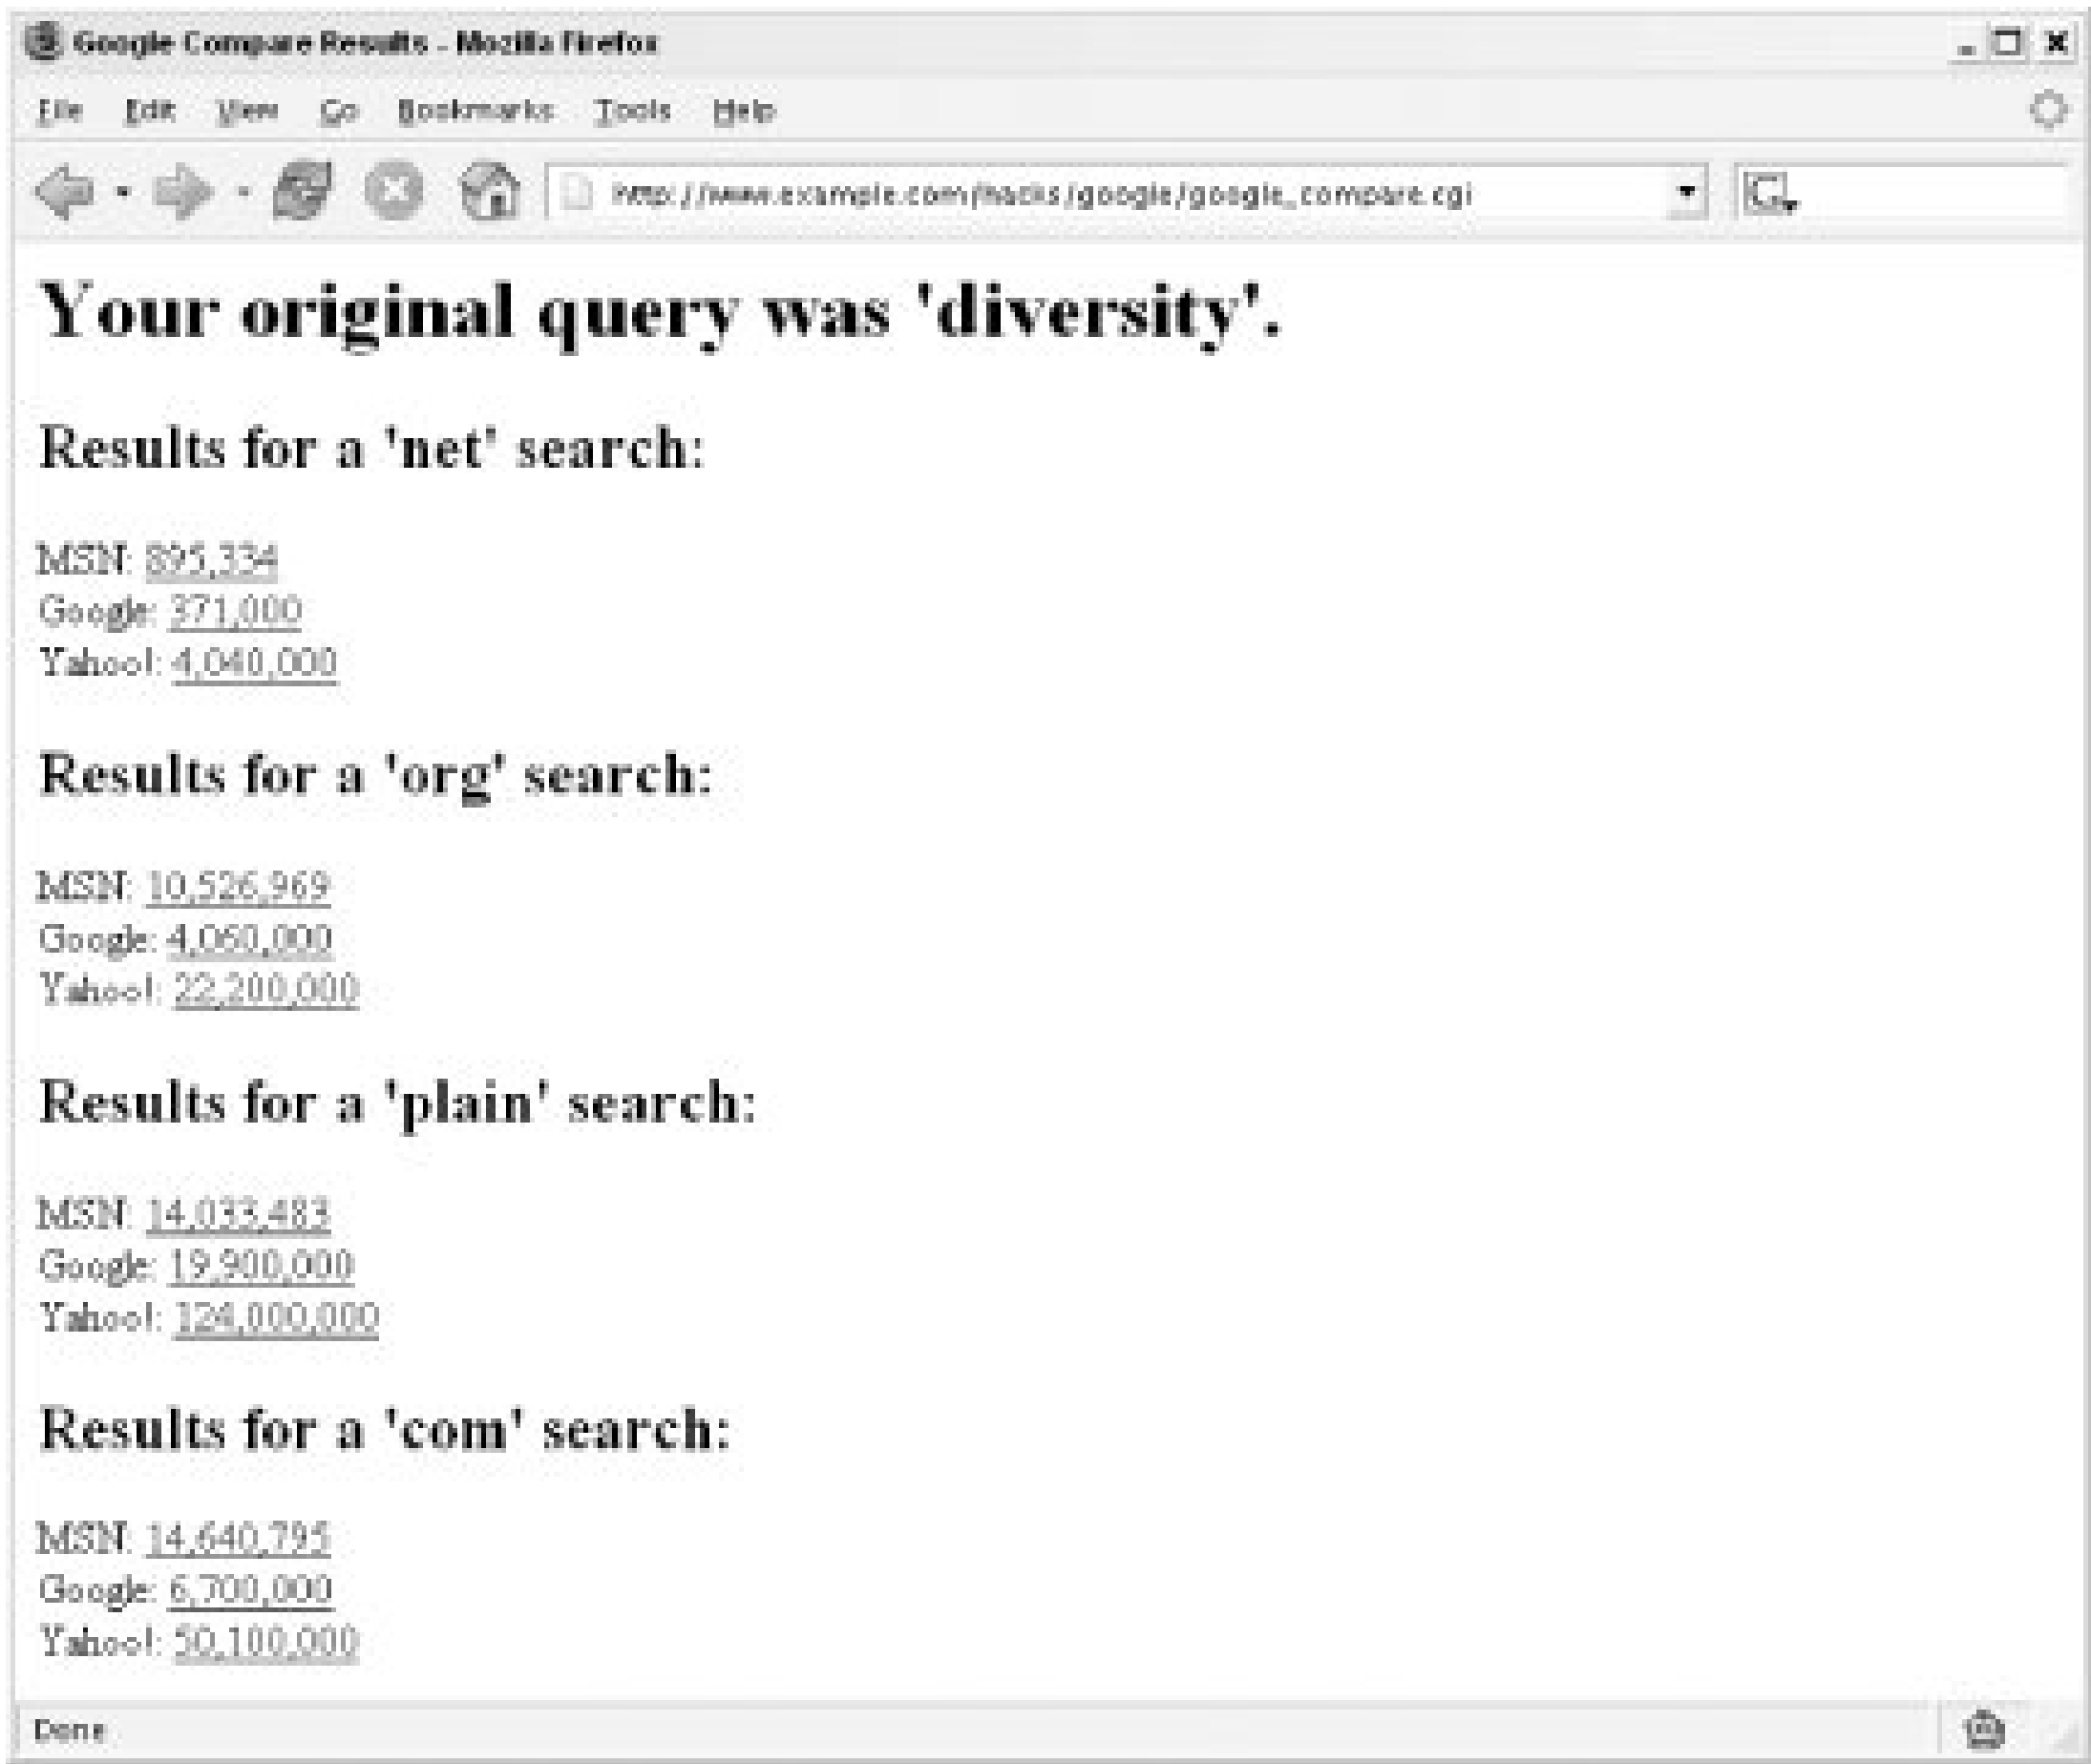 Google Compare Results - Mozilla Firefox
File Edit View Go Bookmarks Tools Help
http://www.example.com/hacks/google/google_compare.cgi
Your original query was 'diversity'.
Results for a 'net' search:
MSN: 895,334
Google: 371,000
Yahoo!: 4,040,000
Results for a 'org' search:
MSN: 10,526,969
Google: 4,060,000
Yahoo!: 22,200,000
Results for a 'plain' search:
MSN: 14,033,483
Google: 19,900,000
Yahoo!: 124,000,000
Results for a 'com' search:
MSN: 14,640,795
Google: 6,700,000
Yahoo!: 50,100,000
Done